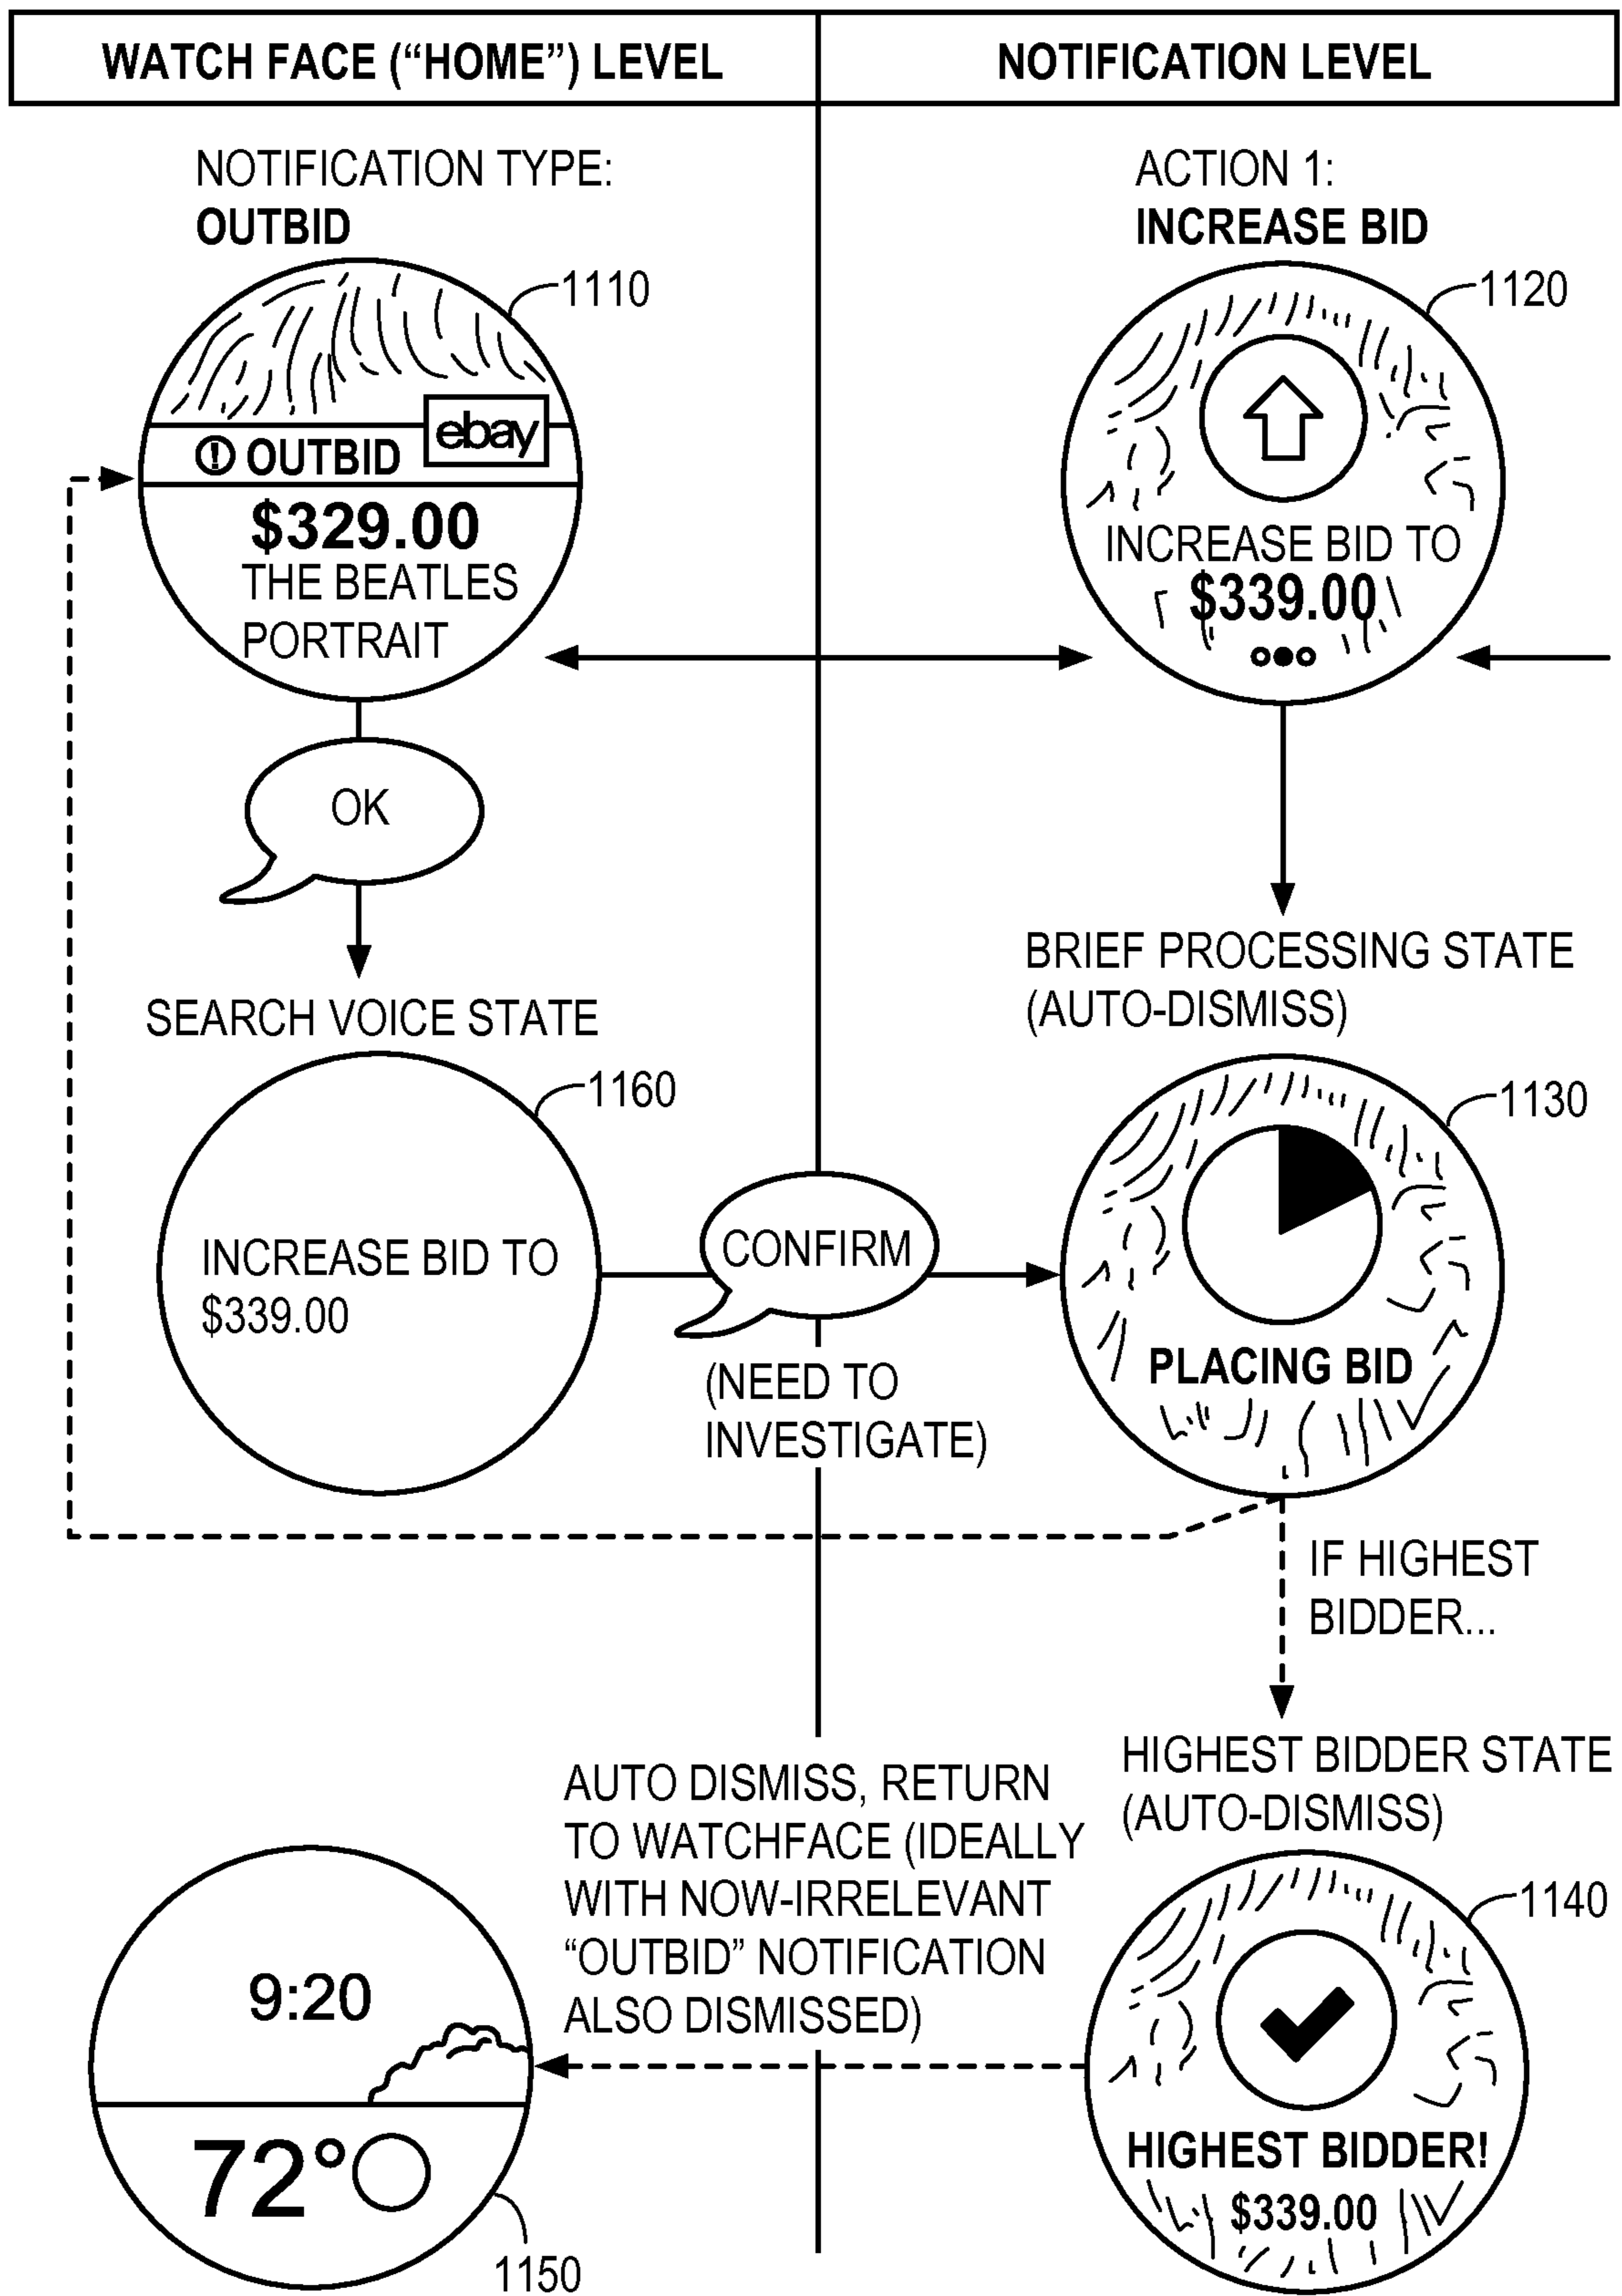 WATCH FACE (“HOME”) LEVEL
NOTIFICATION LEVEL
NOTIFICATION TYPE:
OUTBID
1110
ebay
! OUTBID
$329.00
THE BEATLES
PORTRAIT
ACTION 1:
INCREASE BID
1120
INCREASE BID TO
$339.00
OK
SEARCH VOICE STATE
1160
INCREASE BID TO
$339.00
CONFIRM
(NEED TO
INVESTIGATE)
BRIEF PROCESSING STATE
(AUTO-DISMISS)
1130
PLACING BID
IF HIGHEST
BIDDER...
HIGHEST BIDDER STATE
(AUTO-DISMISS)
1140
HIGHEST BIDDER!
$339.00
AUTO DISMISS, RETURN
TO WATCHFACE (IDEALLY
WITH NOW-IRRELEVANT
“OUTBID” NOTIFICATION
ALSO DISMISSED)
9:20
72°
1150